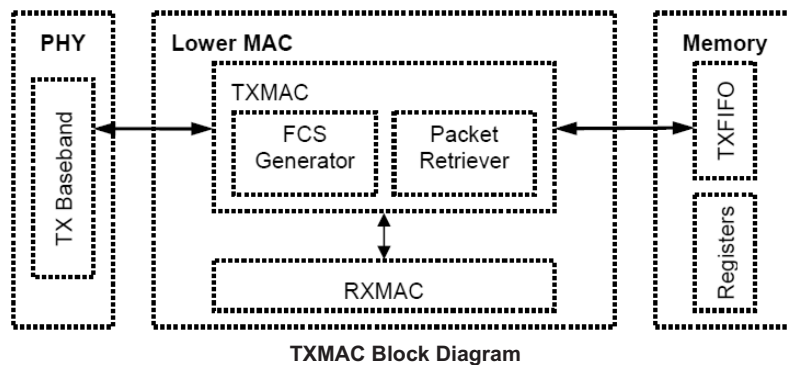 PHY
TX Baseband
Lower MAC
TXMAC
FCS
Generator
Packet
Retriever
RXMAC
Memory
TXFIFO
Registers
TXMAC Block Diagram